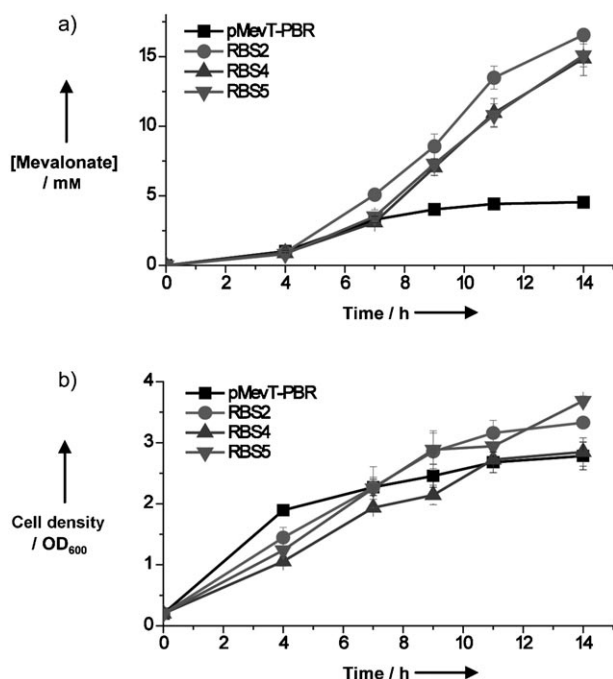 a)
pMevT-PBR
RBS2
RBS4
RBS5
[Mevalonate]
/ mM
15
10
5
0
0 2 4 6 8 10 12 14
Time / h
b)
pMevT-PBR
RBS2
RBS4
RBS5
Cell density
/ OD600
4
3
2
1
0
0 2 4 6 8 10 12 14
Time / h